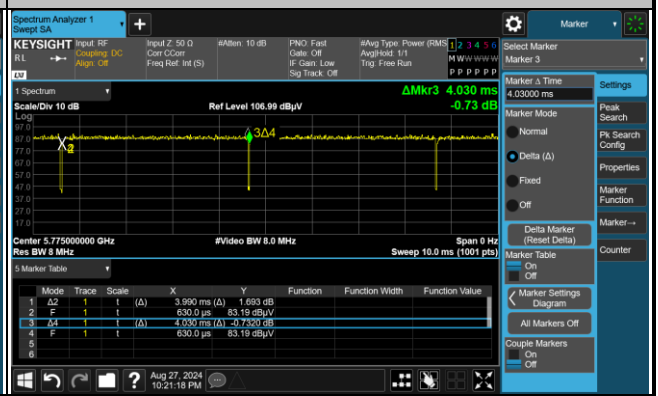 Spectrum Analyzer 1
Swept SA
+
Marker
KEYSIGHT Input: RF Input Z: 50 Ω #Atten: 10 dB PNO: Fast #Avg Type: Power (RMS 1 2 3 4 5 6
RL Coupling: DC Corr CCorr Gate: Off Avg|Hold: 1/1 M W W W W W
Align: Off Freq Ref: Int (S) IF Gain: Low Trig: Free Run
Sig Track: Off P P P P P P
LXI
Select Marker
Marker 3
1 Spectrum
ΔMkr3 4.030 ms
Scale/Div 10 dB Ref Level 106.99 dBµV -0.73 dB
Log
97.0
87.0
77.0
67.0
57.0
47.0
37.0
27.0
17.0
X2
3Δ4
Center 5.775000000 GHz #Video BW 8.0 MHz Span 0 Hz
Res BW 8 MHz Sweep 10.0 ms (1001 pts)
5 Marker Table
Mode Trace Scale X Y Function Function Width Function Value
1 Δ2 1 t (Δ) 3.990 ms (Δ) 1.693 dB
2 F 1 t 630.0 µs 83.19 dBµV
3 Δ4 1 t (Δ) 4.030 ms (Δ) -0.7320 dB
4 F 1 t 630.0 µs 83.19 dBµV
5
6
Marker Δ Time
4.03000 ms
Marker Mode
Normal
Delta (Δ)
Fixed
Off
Delta Marker
(Reset Delta)
Marker Table
On
Off
Marker Settings
Diagram
All Markers Off
Couple Markers
On
Off
Settings
Peak
Search
Pk Search
Config
Properties
Marker
Function
Marker→
Counter
?
Aug 27, 2024
10:21:18 PM